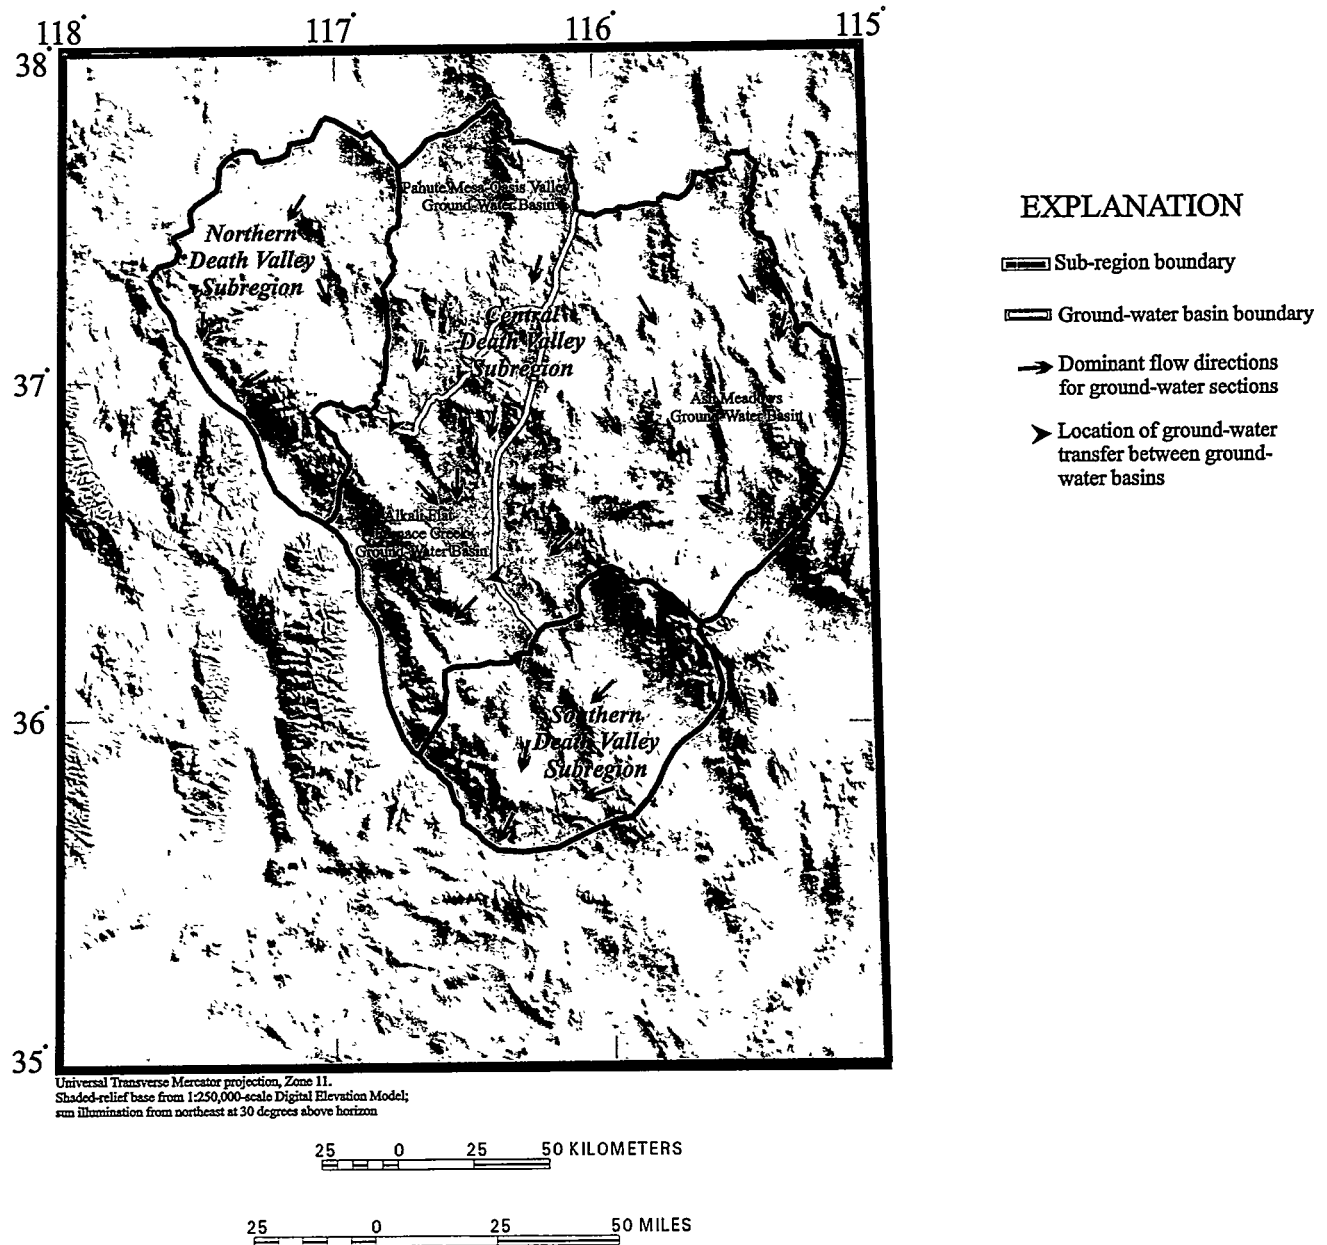 118°
117°
116°
115°
38°
37°
36°
35°
Pahute Mesa-Oasis Valley
Ground-Water Basin
Northern
Death Valley
Subregion
Central
Death Valley
Subregion
Ash Meadows
Ground-Water Basin
Alkali Flat
Furnace Creek
Ground-Water Basin
Southern
Death Valley
Subregion
EXPLANATION
Sub-region boundary
Ground-water basin boundary
Dominant flow directions
for ground-water sections
Location of ground-water
transfer between ground-
water basins
Universal Transverse Mercator projection, Zone 11.
Shaded-relief base from 1:250,000-scale Digital Elevation Model;
sun illumination from northeast at 30 degrees above horizon
25 0 25 50 KILOMETERS
25 0 25 50 MILES